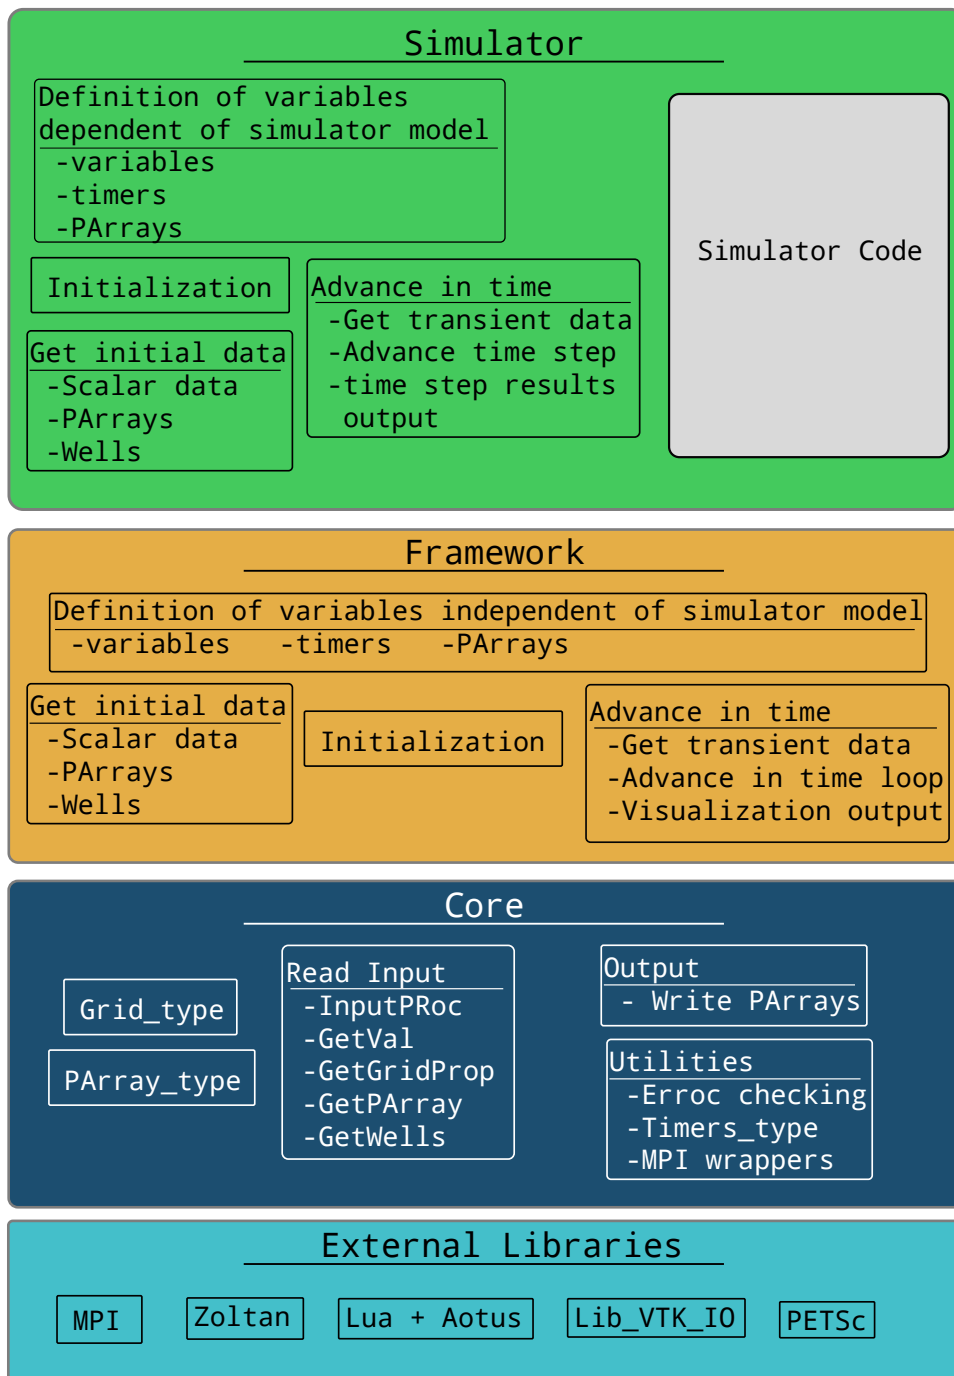 Simulator
Definition of variables
dependent of simulator model
-variables
-timers
-PArrays
Simulator Code
Initialization
Get initial data
-Scalar data
-PArrays
-Wells
Advance in time
-Get transient data
-Advance time step
-time step results
output
Framework
Definition of variables independent of simulator model
-variables -timers -PArrays
Get initial data
-Scalar data
-PArrays
-Wells
Initialization
Advance in time
-Get transient data
-Advance in time loop
-Visualization output
Core
Grid_type
PArray_type
Read Input
-InputPRoc
-GetVal
-GetGridProp
-GetPArray
-GetWells
Output
- Write PArrays
Utilities
-Erroc checking
-Timers_type
-MPI wrappers
External Libraries
MPI
Zoltan
Lua + Aotus
Lib_VTK_IO
PETSc